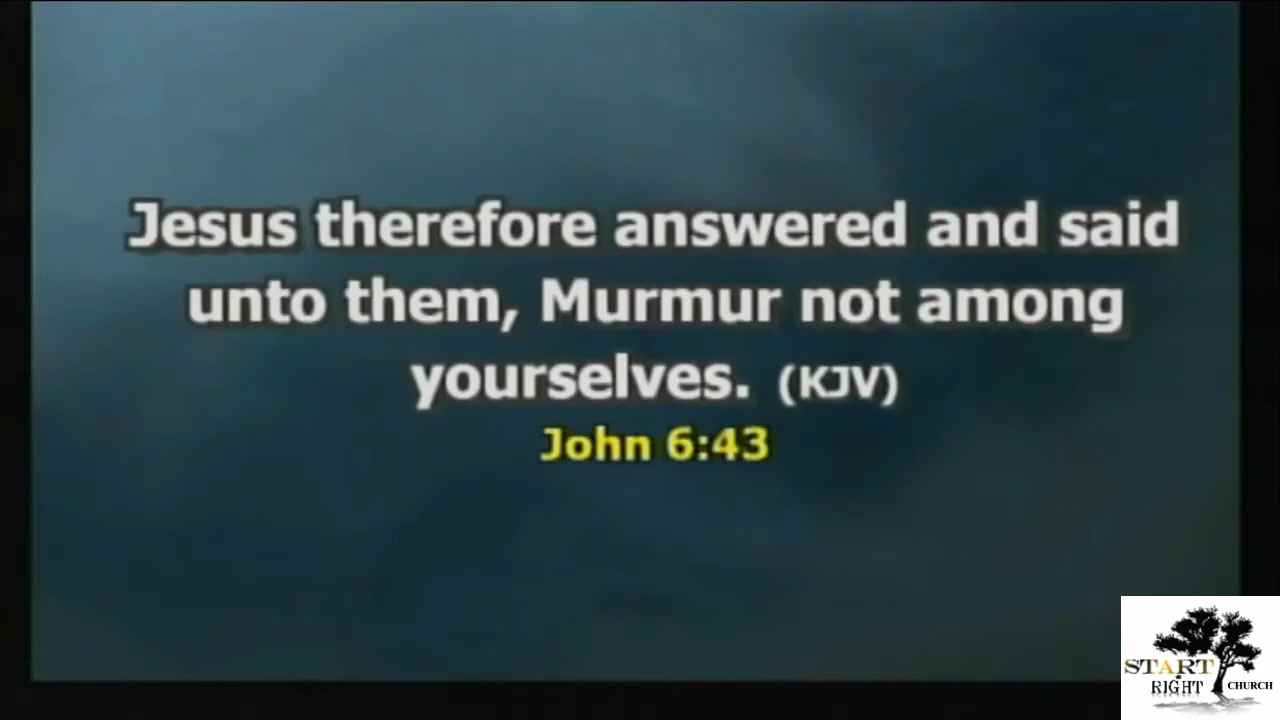 Jesus therefore answered and said
unto them, Murmur not among
yourselves. (KJV)
John 6:43
START
RIGHT CHURCH